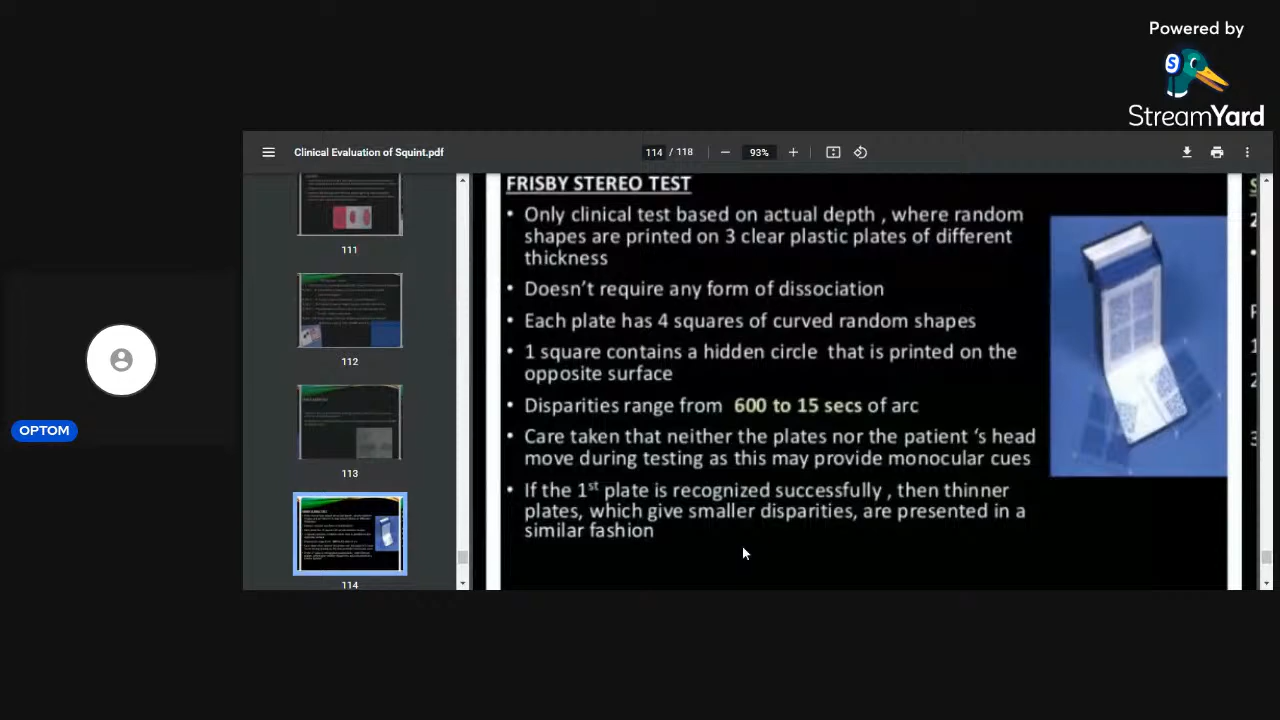 Powered by
S
StreamYard
Clinical Evaluation of Squint.pdf
114 / 118
93%
111
112
113
114
FRISBY STEREO TEST
• Only clinical test based on actual depth , where random
shapes are printed on 3 clear plastic plates of different
thickness
• Doesn't require any form of dissociation
• Each plate has 4 squares of curved random shapes
• 1 square contains a hidden circle that is printed on the
opposite surface
• Disparities range from 600 to 15 secs of arc
• Care taken that neither the plates nor the patient 's head
move during testing as this may provide monocular cues
• If the 1st plate is recognized successfully , then thinner
plates, which give smaller disparities, are presented in a
similar fashion
OPTOM